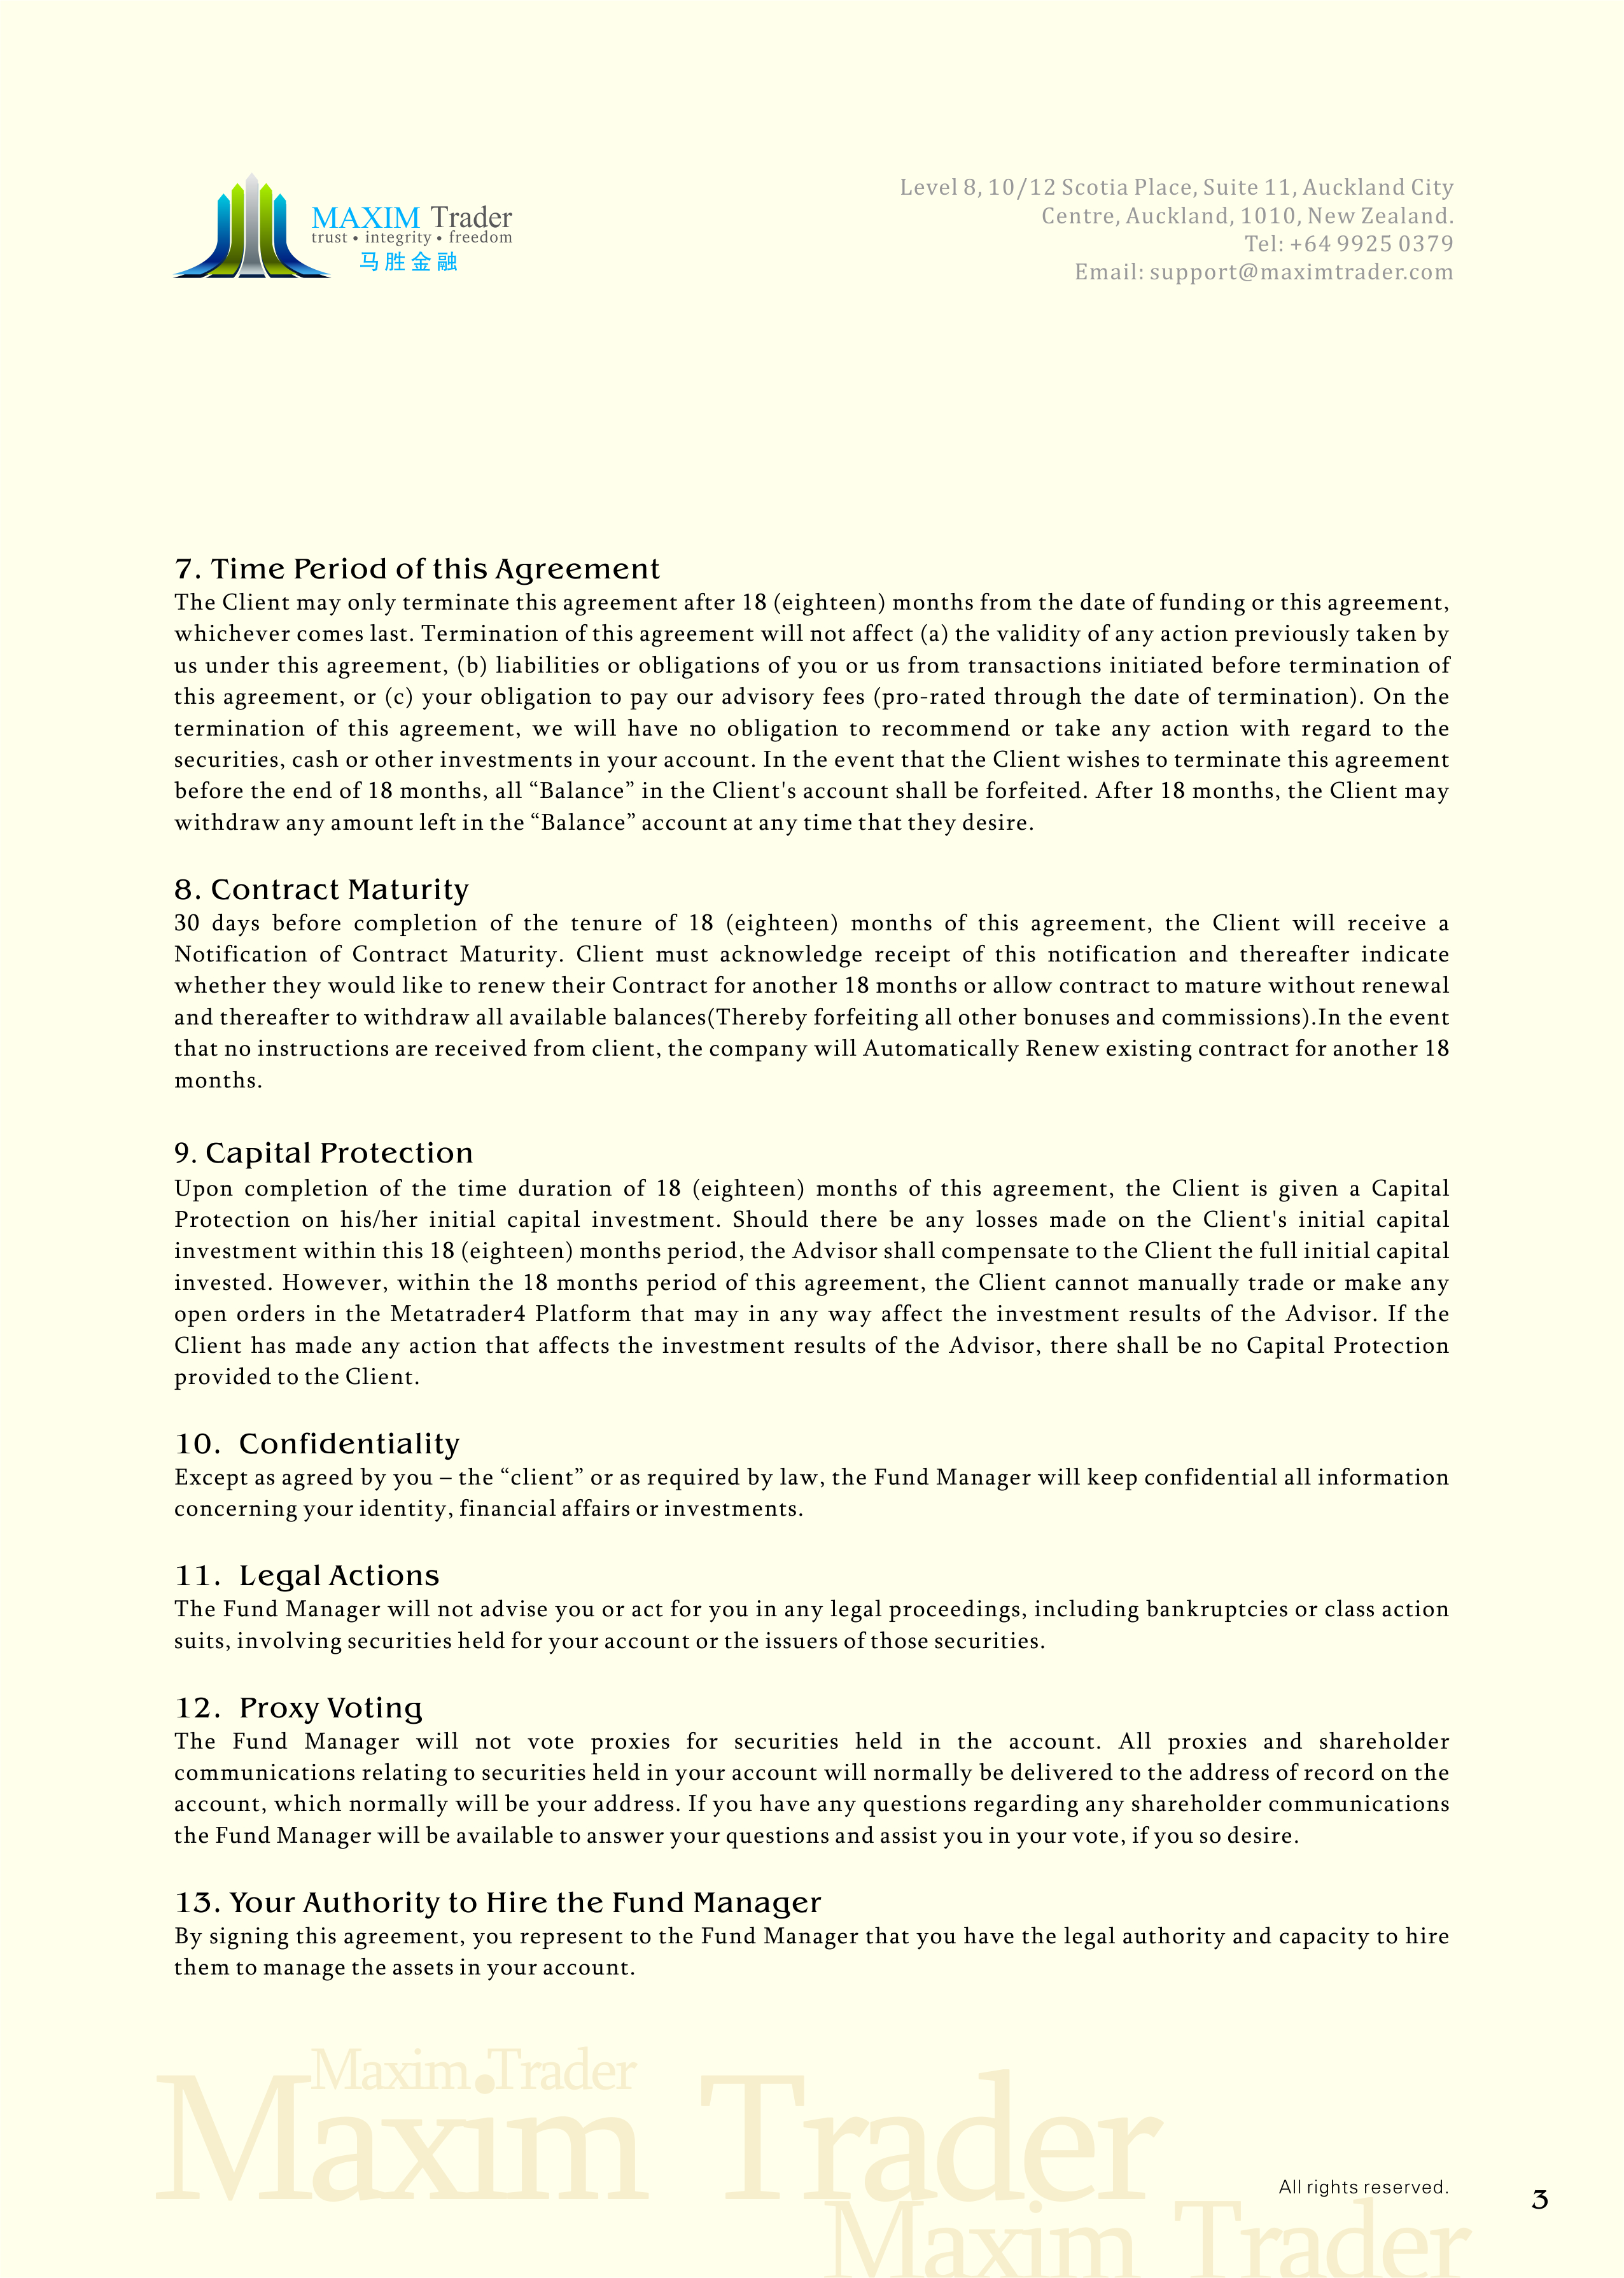 MAXIM Trader
trust • integrity • freedom
马胜金融
Level 8, 10/12 Scotia Place, Suite 11, Auckland City
Centre, Auckland, 1010, New Zealand.
Tel: +64 9925 0379
Email: support@maximtrader.com
7. Time Period of this Agreement
The Client may only terminate this agreement after 18 (eighteen) months from the date of funding or this agreement,
whichever comes last. Termination of this agreement will not affect (a) the validity of any action previously taken by
us under this agreement, (b) liabilities or obligations of you or us from transactions initiated before termination of
this agreement, or (c) your obligation to pay our advisory fees (pro-rated through the date of termination). On the
termination of this agreement, we will have no obligation to recommend or take any action with regard to the
securities, cash or other investments in your account. In the event that the Client wishes to terminate this agreement
before the end of 18 months, all “Balance” in the Client's account shall be forfeited. After 18 months, the Client may
withdraw any amount left in the “Balance” account at any time that they desire.
8. Contract Maturity
30 days before completion of the tenure of 18 (eighteen) months of this agreement, the Client will receive a
Notification of Contract Maturity. Client must acknowledge receipt of this notification and thereafter indicate
whether they would like to renew their Contract for another 18 months or allow contract to mature without renewal
and thereafter to withdraw all available balances(Thereby forfeiting all other bonuses and commissions).In the event
that no instructions are received from client, the company will Automatically Renew existing contract for another 18
months.
9. Capital Protection
Upon completion of the time duration of 18 (eighteen) months of this agreement, the Client is given a Capital
Protection on his/her initial capital investment. Should there be any losses made on the Client's initial capital
investment within this 18 (eighteen) months period, the Advisor shall compensate to the Client the full initial capital
invested. However, within the 18 months period of this agreement, the Client cannot manually trade or make any
open orders in the Metatrader4 Platform that may in any way affect the investment results of the Advisor. If the
Client has made any action that affects the investment results of the Advisor, there shall be no Capital Protection
provided to the Client.
10. Confidentiality
Except as agreed by you – the “client” or as required by law, the Fund Manager will keep confidential all information
concerning your identity, financial affairs or investments.
11. Legal Actions
The Fund Manager will not advise you or act for you in any legal proceedings, including bankruptcies or class action
suits, involving securities held for your account or the issuers of those securities.
12. Proxy Voting
The Fund Manager will not vote proxies for securities held in the account. All proxies and shareholder
communications relating to securities held in your account will normally be delivered to the address of record on the
account, which normally will be your address. If you have any questions regarding any shareholder communications
the Fund Manager will be available to answer your questions and assist you in your vote, if you so desire.
13. Your Authority to Hire the Fund Manager
By signing this agreement, you represent to the Fund Manager that you have the legal authority and capacity to hire
them to manage the assets in your account.
Maxim Trader
Maxim Trader
All rights reserved.
3
Maxim Trader